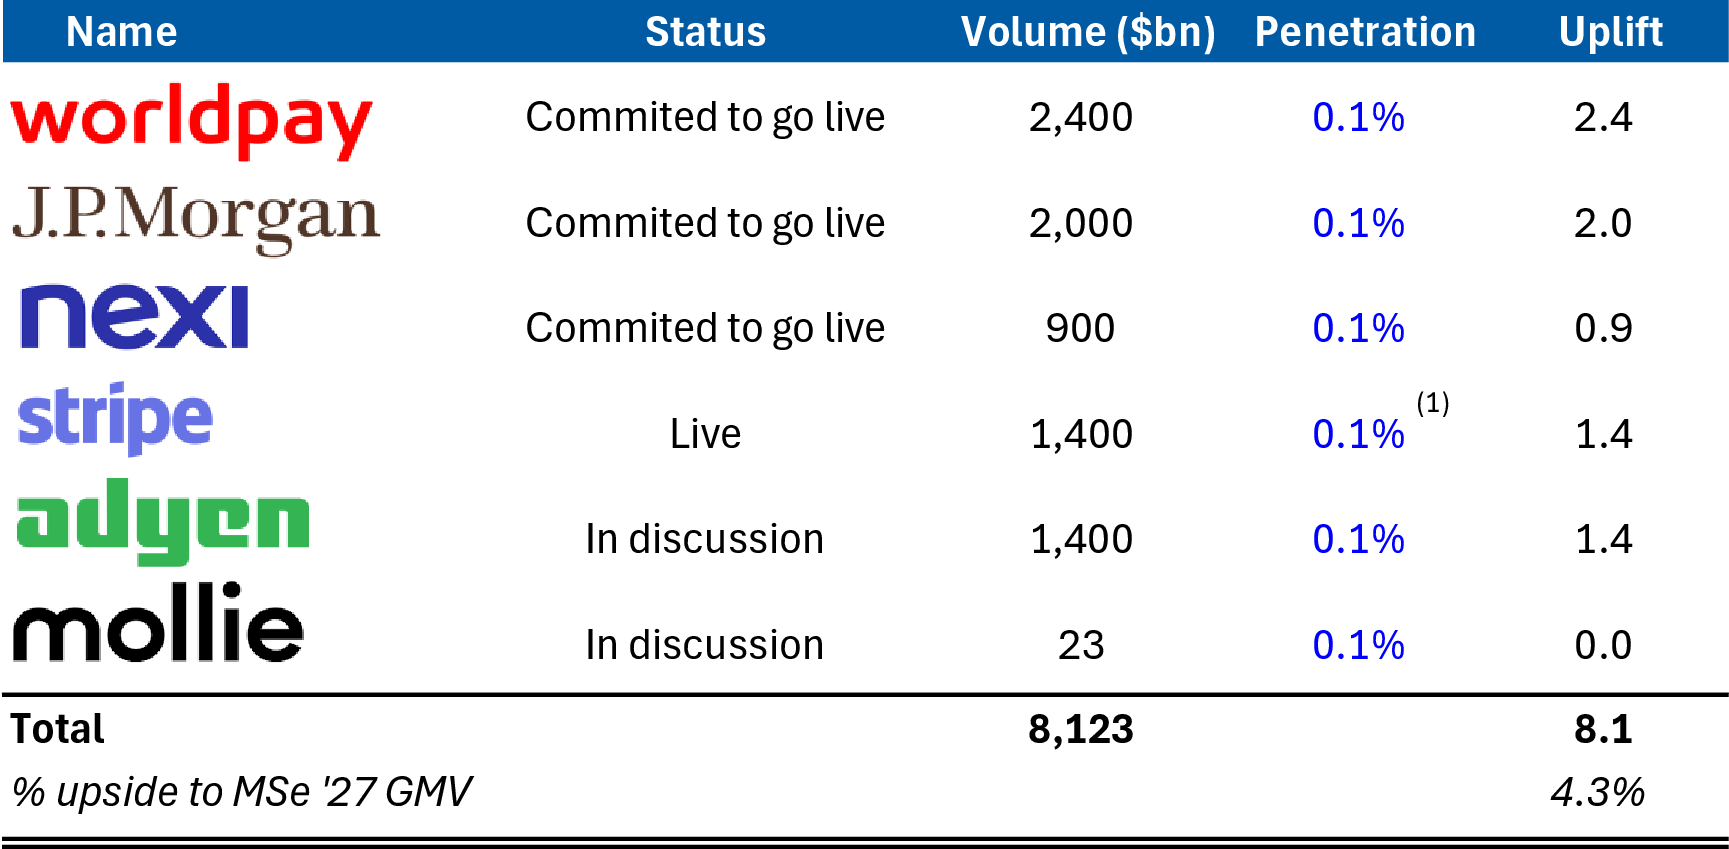 Name Status Volume ($bn) Penetration Uplift
worldpay Commited to go live 2,400 0.1% 2.4
J.P.Morgan Commited to go live 2,000 0.1% 2.0
nexi Commited to go live 900 0.1% 0.9
stripe Live 1,400 0.1% (1) 1.4
adyen In discussion 1,400 0.1% 1.4
mollie In discussion 23 0.1% 0.0
Total 8,123 8.1
% upside to MSe '27 GMV 4.3%